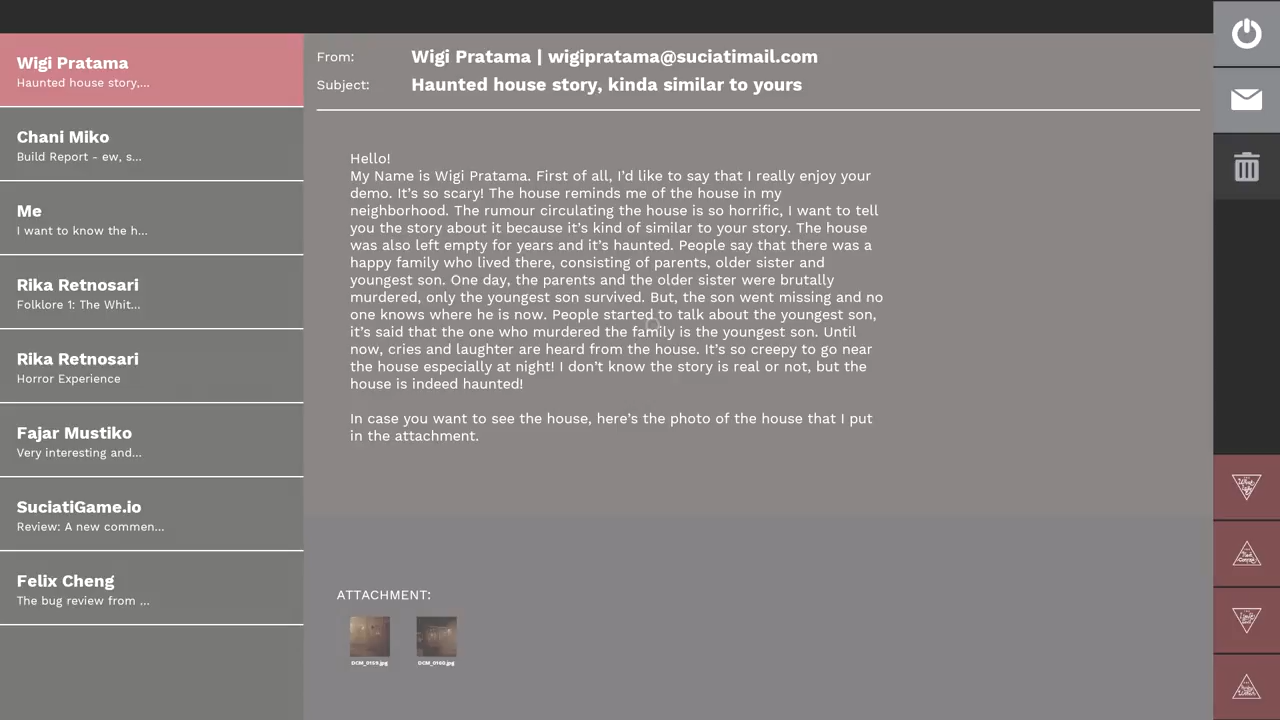 Wigi Pratama
Haunted house story,...
Chani Miko
Build Report - ew, s...
Me
I want to know the h...
Rika Retnosari
Folklore 1: The Whit...
Rika Retnosari
Horror Experience
Fajar Mustiko
Very interesting and...
SuciatiGame.io
Review: A new commen...
Felix Cheng
The bug review from ...
From: Wigi Pratama | wigipratama@suciatimail.com
Subject: Haunted house story, kinda similar to yours
Hello!
My Name is Wigi Pratama. First of all, I’d like to say that I really enjoy your
demo. It’s so scary! The house reminds me of the house in my
neighborhood. The rumour circulating the house is so horrific, I want to tell
you the story about it because it’s kind of similar to your story. The house
was also left empty for years and it’s haunted. People say that there was a
happy family who lived there, consisting of parents, older sister and
youngest son. One day, the parents and the older sister were brutally
murdered, only the youngest son survived. But, the son went missing and no
one knows where he is now. People started to talk about the youngest son,
it’s said that the one who murdered the family is the youngest son. Until
now, cries and laughter are heard from the house. It’s so creepy to go near
the house especially at night! I don’t know the story is real or not, but the
house is indeed haunted!
In case you want to see the house, here’s the photo of the house that I put
in the attachment.
ATTACHMENT:
DCM_0159.jpg
DCM_0160.jpg